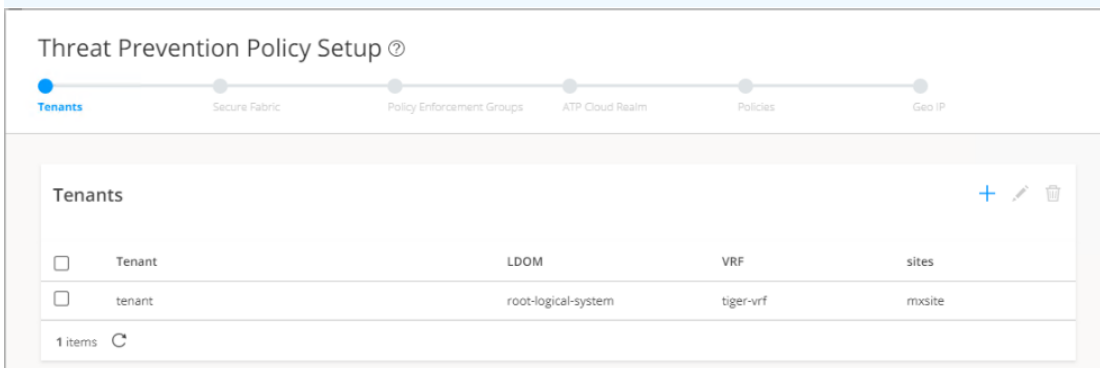 Threat Prevention Policy Setup ?
Tenants Secure Fabric Policy Enforcement Groups ATP Cloud Realm Policies Geo IP
Tenants
Tenant LDOM VRF sites
tenant root-logical-system tiger-vrf mxsite
1 items